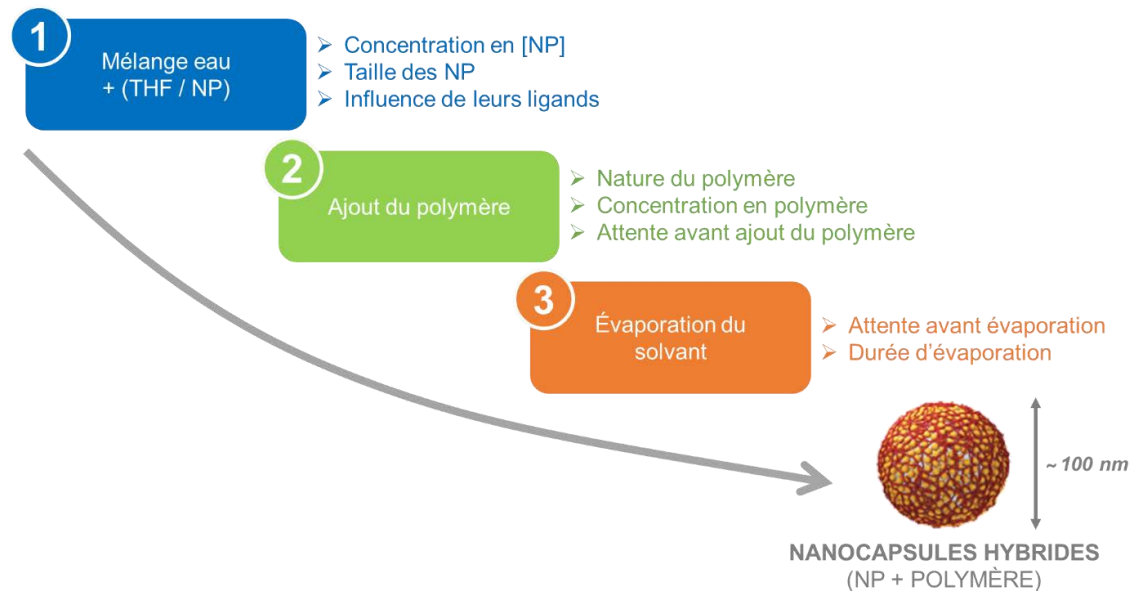 1
Mélange eau
+ (THF / NP)
➢ Concentration en [NP]
➢ Taille des NP
➢ Influence de leurs ligands
2
Ajout du polymère
➢ Nature du polymère
➢ Concentration en polymère
➢ Attente avant ajout du polymère
3
Évaporation du
solvant
➢ Attente avant évaporation
➢ Durée d’évaporation
~ 100 nm
NANOCAPSULES HYBRIDES
(NP + POLYMÈRE)